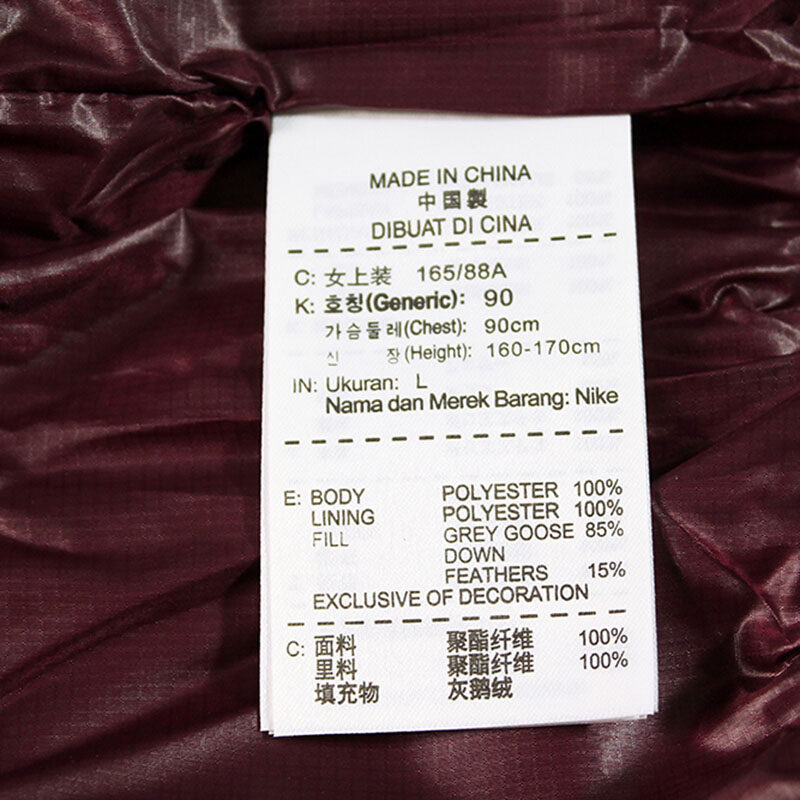 MADE IN CHINA
中国製
DIBUAT DI CINA
C: 女上装 165/88A
K: 호칭(Generic): 90
가슴둘레(Chest): 90cm
신 장(Height): 160-170cm
IN: Ukuran: L
Nama dan Merek Barang: Nike
E: BODY POLYESTER 100%
LINING POLYESTER 100%
FILL GREY GOOSE 85%
DOWN
FEATHERS 15%
EXCLUSIVE OF DECORATION
C: 面料 聚酯纤维 100%
里料 聚酯纤维 100%
填充物 灰鹅绒